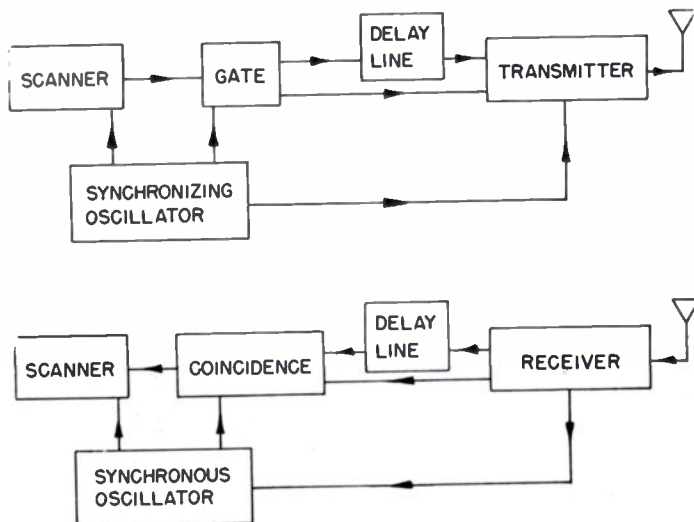 DELAY
LINE
SCANNER
GATE
TRANSMITTER
SYNCHRONIZING
OSCILLATOR
DELAY
LINE
SCANNER
COINCIDENCE
RECEIVER
SYNCHRONOUS
OSCILLATOR